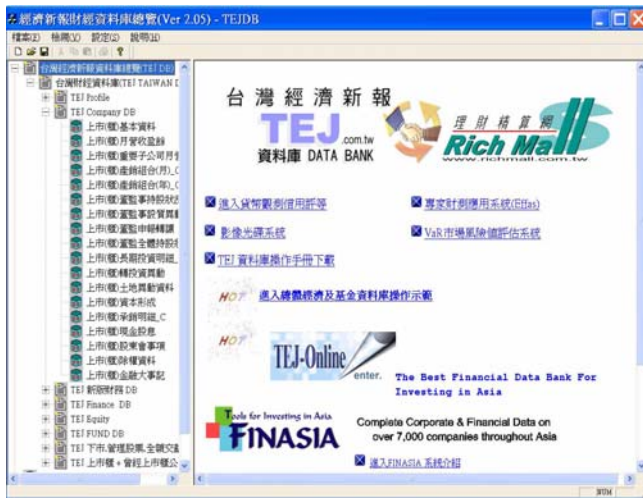 經濟新報財經資料庫總覽(Ver 2.05) - TEJDB
檔案(F) 檢視(V) 設定(Z) 說明(H)
台灣經濟新報資料庫總覽(TEJ DB)
台灣財經資料庫(TEJ TAIWAN D
TEJ Profile
TEJ Company DB
上市(櫃)基本資料
上市(櫃)月營收盈餘
上市(櫃)重要子公司月營
上市(櫃)產銷組合(月)_C
上市(櫃)產銷組合(年)_C
上市(櫃)董監事持股狀況
上市(櫃)董監事設質異動
上市(櫃)董監申報轉讓
上市(櫃)董監全體持股狀
上市(櫃)長期投資明細_
上市(櫃)轉投資異動
上市(櫃)土地異動資料
上市(櫃)資本形成
上市(櫃)承銷明細_C
上市(櫃)現金股息
上市(櫃)股東會事項
上市(櫃)除權資料
上市(櫃)金融大事記
TEJ 新版財務 DB
TEJ Finance DB
TEJ Equity
TEJ FUND DB
TEJ 下市,管理股票,全額交割
TEJ 上市櫃+曾經上市櫃公
台灣經濟新報
TEJ.com.tw
資料庫 DATA BANK
理財精算網
Rich Mall
www.richmall.com.tw
進入貨幣觀測信用評等
專家財測應用系統(Effas)
影像光碟系統
VaR市場風險值評估系統
TEJ 資料庫操作手冊下載
HOT 進入總體經濟及基金資料庫操作示範
HOT
TEJ-Online
enter.
The Best Financial Data Bank For
Investing in Asia
Tools for Investing in Asia
FINASIA
Complete Corporate & Financial Data on
over 7,000 companies throughout Asia
進入FINASIA 系統介紹
NUM